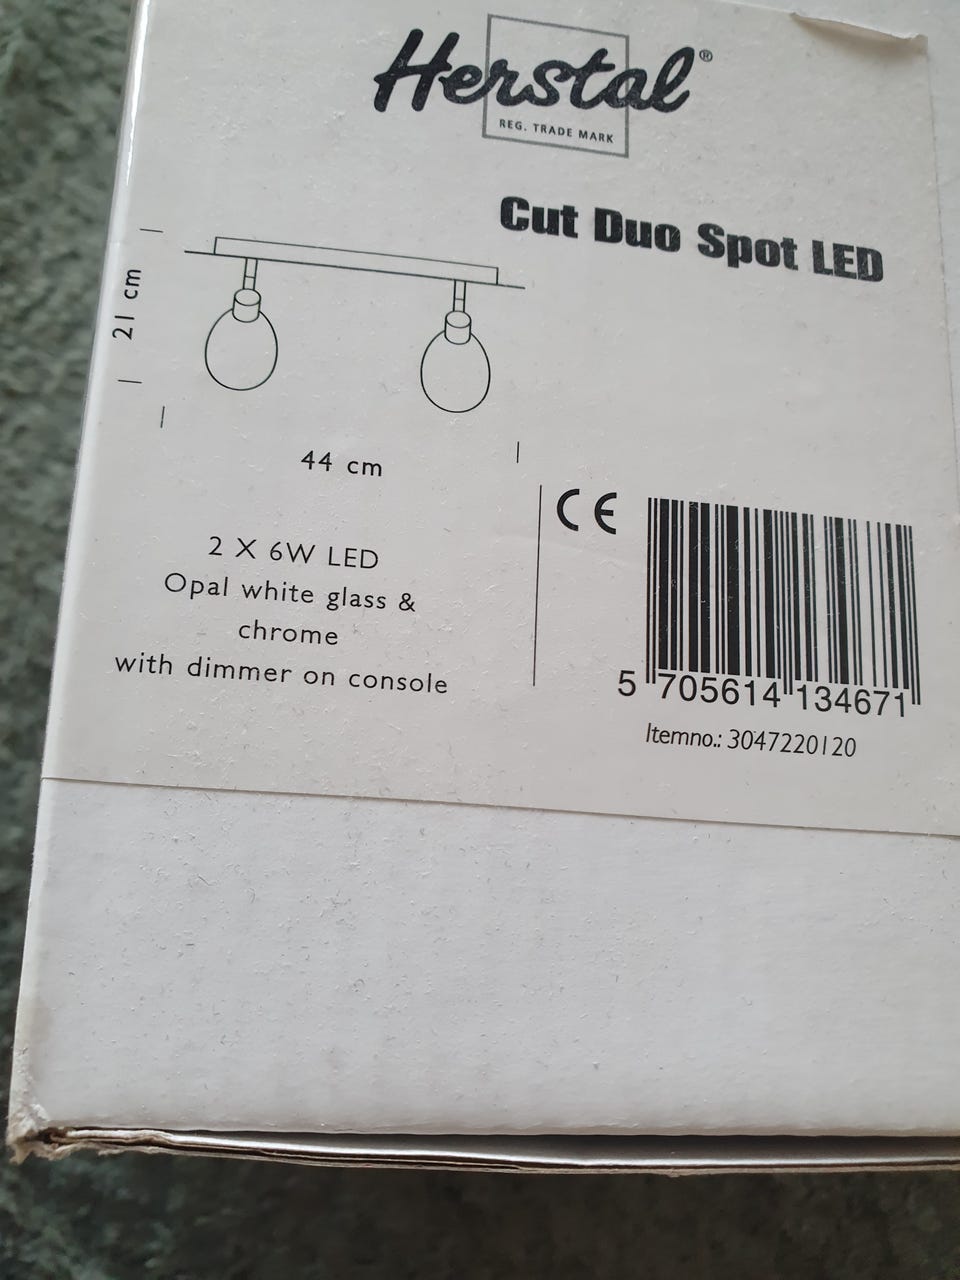 Herstal®
REG. TRADE MARK
Cut Duo Spot LED
21 cm
44 cm
2 X 6W LED
Opal white glass &
chrome
with dimmer on console
CE
5 705614 134671
Itemno.: 3047220120